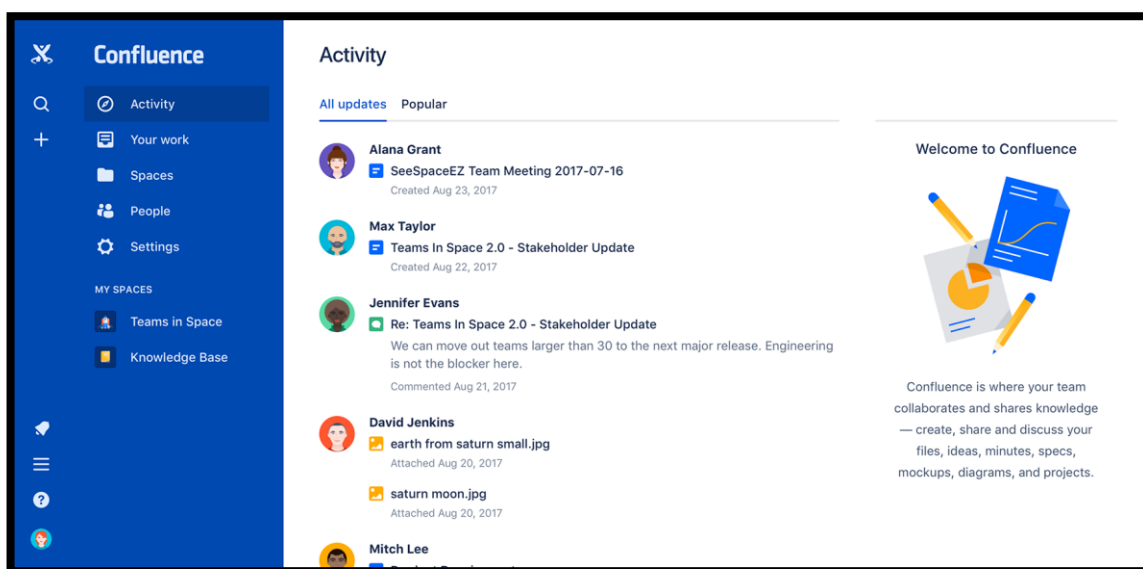 Confluence
Activity
Your work
Spaces
People
Settings
MY SPACES
Teams in Space
Knowledge Base
Activity
All updates Popular
Alana Grant
SeeSpaceEZ Team Meeting 2017-07-16
Created Aug 23, 2017
Max Taylor
Teams In Space 2.0 - Stakeholder Update
Created Aug 22, 2017
Jennifer Evans
Re: Teams In Space 2.0 - Stakeholder Update
We can move out teams larger than 30 to the next major release. Engineering
is not the blocker here.
Commented Aug 21, 2017
David Jenkins
earth from saturn small.jpg
Attached Aug 20, 2017
saturn moon.jpg
Attached Aug 20, 2017
Mitch Lee
Welcome to Confluence
Confluence is where your team
collaborates and shares knowledge
— create, share and discuss your
files, ideas, minutes, specs,
mockups, diagrams, and projects.